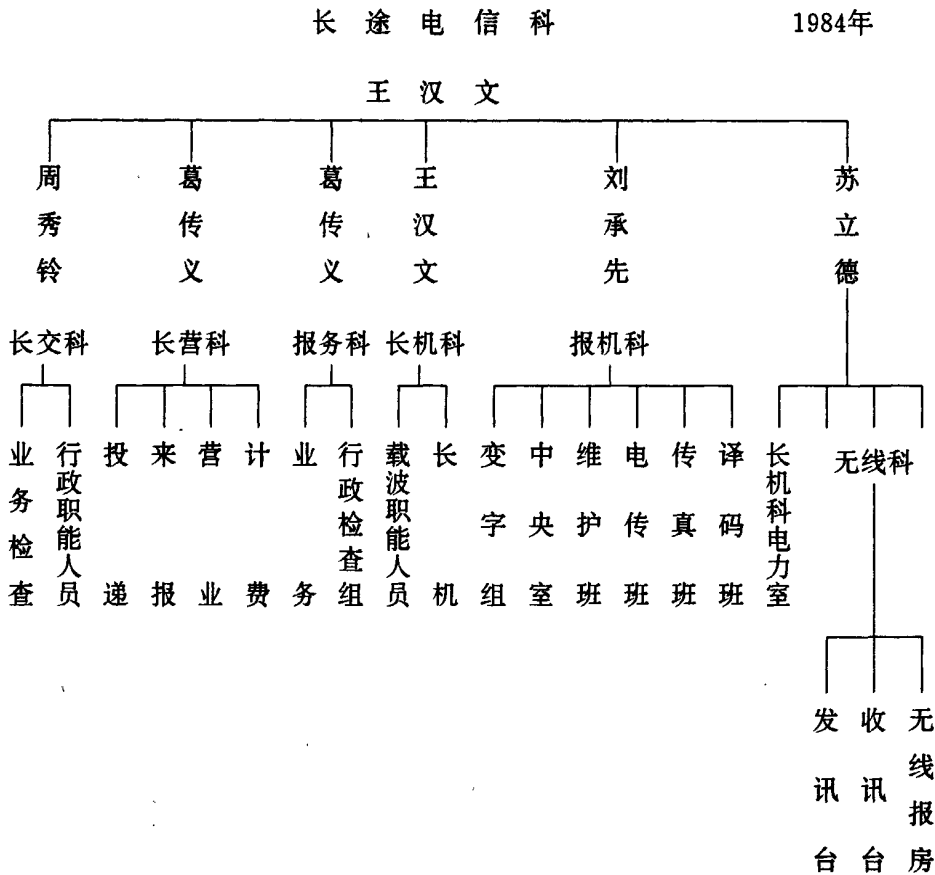 长途电信科 1984年
王汉文
周秀铃 葛传义 葛传义 王汉文 刘承先 苏立德
长交科 长营科 报务科 长机科 报机科
业务检查 行政职能人员 投递 来报 营业 计费 业务 行政检查组 载波职能人员 长机 变字组 中央室 维护班 电传班 传真班 译码班 长机科电力室 无线科
发讯台 收讯台 无线报房